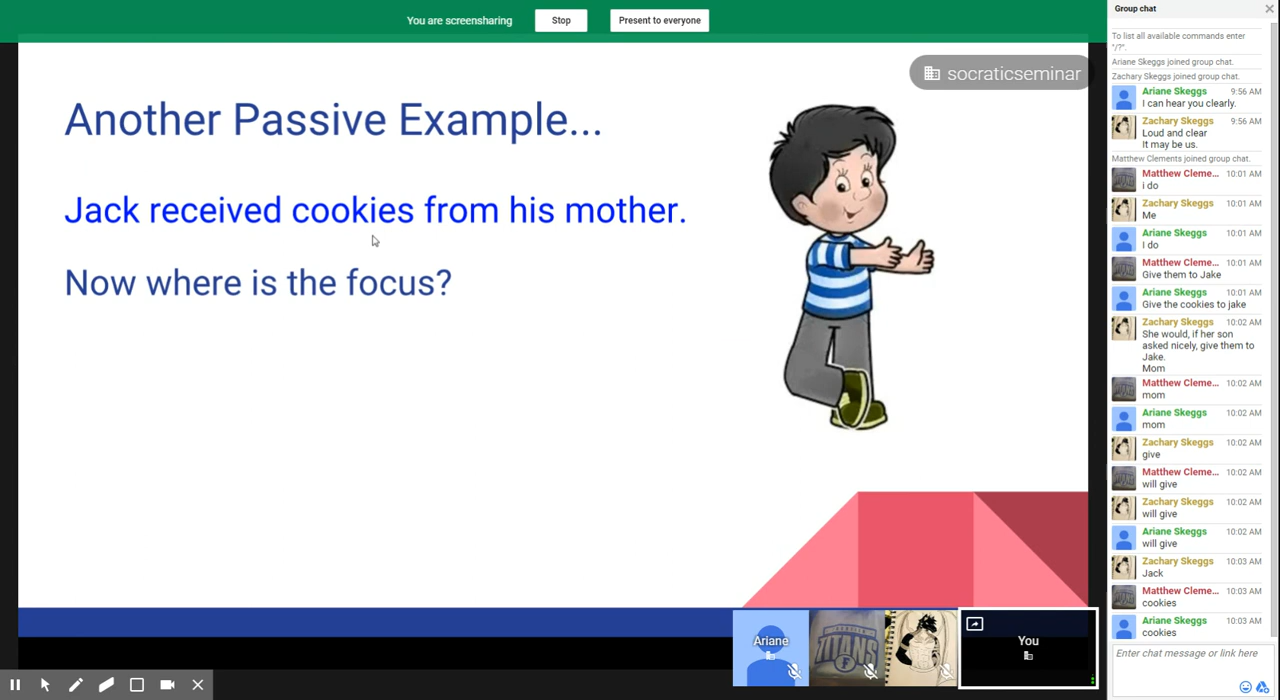 You are screensharing
Stop
Present to everyone
socraticseminar
Another Passive Example...
Jack received cookies from his mother.
Now where is the focus?
Ariane
TITANS
You
Group chat
To list all available commands enter
"/?".
Ariane Skeggs joined group chat.
Zachary Skeggs joined group chat.
Ariane Skeggs 9:56 AM
I can hear you clearly.
Zachary Skeggs 9:56 AM
Loud and clear
It may be us.
Matthew Clements joined group chat.
Matthew Cleme... 10:01 AM
i do
Zachary Skeggs 10:01 AM
Me
Ariane Skeggs 10:01 AM
I do
Matthew Cleme... 10:01 AM
Give them to Jake
Ariane Skeggs 10:01 AM
Give the cookies to jake
Zachary Skeggs 10:02 AM
She would, if her son
asked nicely, give them to
Jake.
Mom
Matthew Cleme... 10:02 AM
mom
Ariane Skeggs 10:02 AM
mom
Zachary Skeggs 10:02 AM
give
Matthew Cleme... 10:02 AM
will give
Zachary Skeggs 10:02 AM
will give
Ariane Skeggs 10:02 AM
will give
Zachary Skeggs 10:03 AM
Jack
Matthew Cleme... 10:03 AM
cookies
Ariane Skeggs 10:03 AM
cookies
Enter chat message or link here